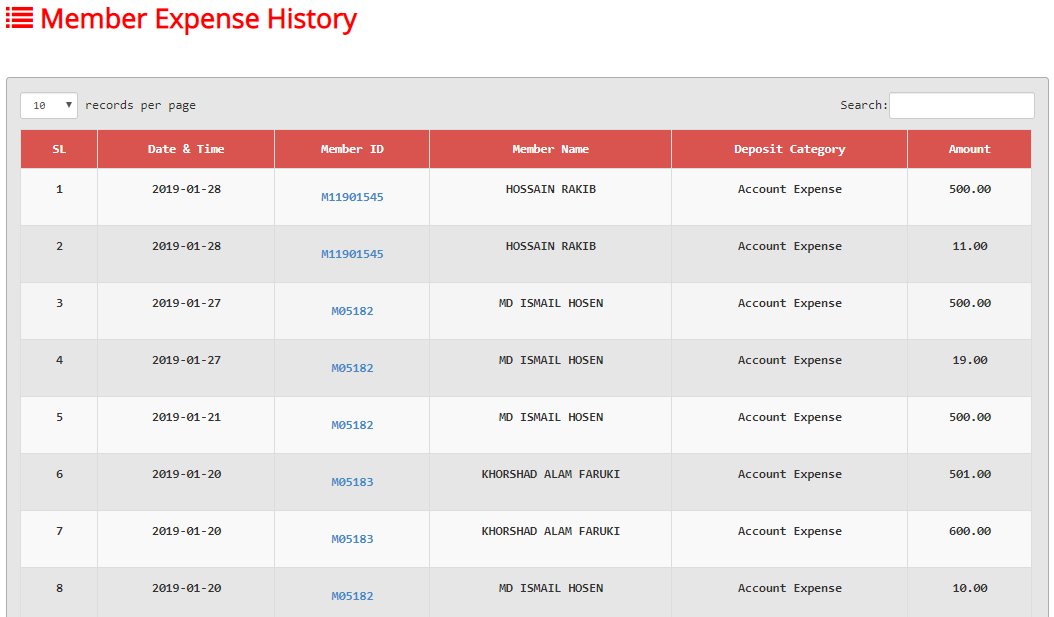 Member Expense History
10 records per page Search:
SL Date & Time Member ID Member Name Deposit Category Amount
1 2019-01-28 M11901545 HOSSAIN RAKIB Account Expense 500.00
2 2019-01-28 M11901545 HOSSAIN RAKIB Account Expense 11.00
3 2019-01-27 M05182 MD ISMAIL HOSEN Account Expense 500.00
4 2019-01-27 M05182 MD ISMAIL HOSEN Account Expense 19.00
5 2019-01-21 M05182 MD ISMAIL HOSEN Account Expense 500.00
6 2019-01-20 M05183 KHORSHAD ALAM FARUKI Account Expense 501.00
7 2019-01-20 M05183 KHORSHAD ALAM FARUKI Account Expense 600.00
8 2019-01-20 M05182 MD ISMAIL HOSEN Account Expense 10.00